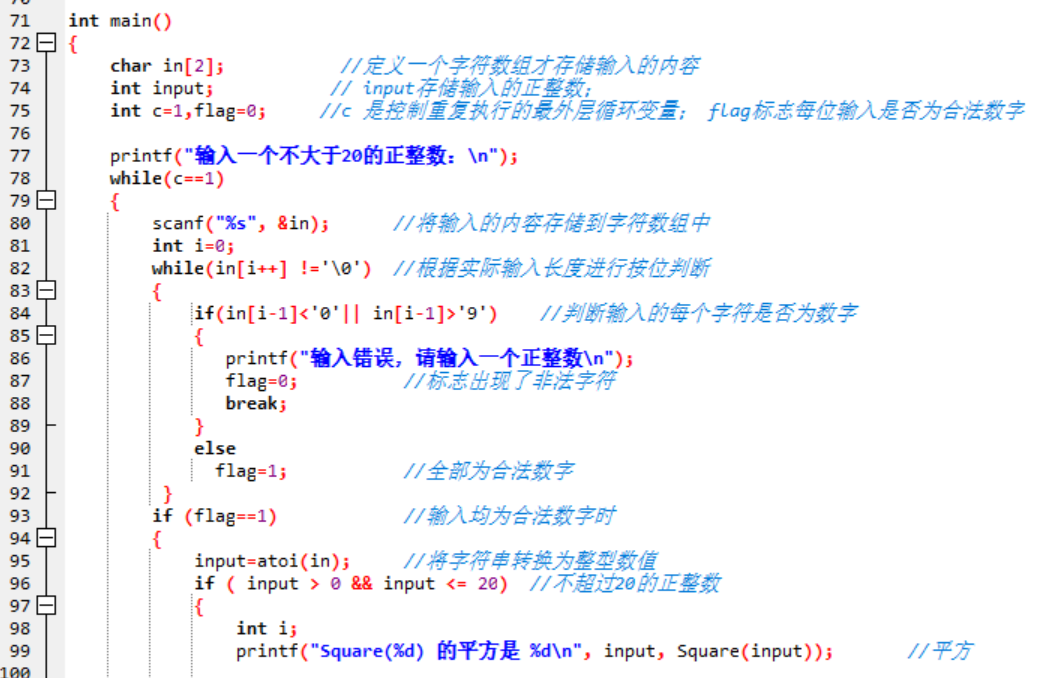 71 int main()
72 {
73 char in[2]; //定义一个字符数组才存储输入的内容
74 int input; // input存储输入的正整数;
75 int c=1,flag=0; //c 是控制重复执行的最外层循环变量; flag标志每位输入是否为合法数字
76
77 printf("输入一个不大于20的正整数: \n");
78 while(c==1)
79 {
80 scanf("%s", &in); //将输入的内容存储到字符数组中
81 int i=0;
82 while(in[i++] !='\0') //根据实际输入长度进行按位判断
83 {
84 if(in[i-1]<'0'|| in[i-1]>'9') //判断输入的每个字符是否为数字
85 {
86 printf("输入错误，请输入一个正整数\n");
87 flag=0; //标志出现了非法字符
88 break;
89 }
90 else
91 flag=1; //全部为合法数字
92 }
93 if (flag==1) //输入均为合法数字时
94 {
95 input=atoi(in); //将字符串转换为整型数值
96 if ( input > 0 && input <= 20) //不超过20的正整数
97 {
98 int i;
99 printf("Square(%d) 的平方是 %d\n", input, Square(input)); //平方
100